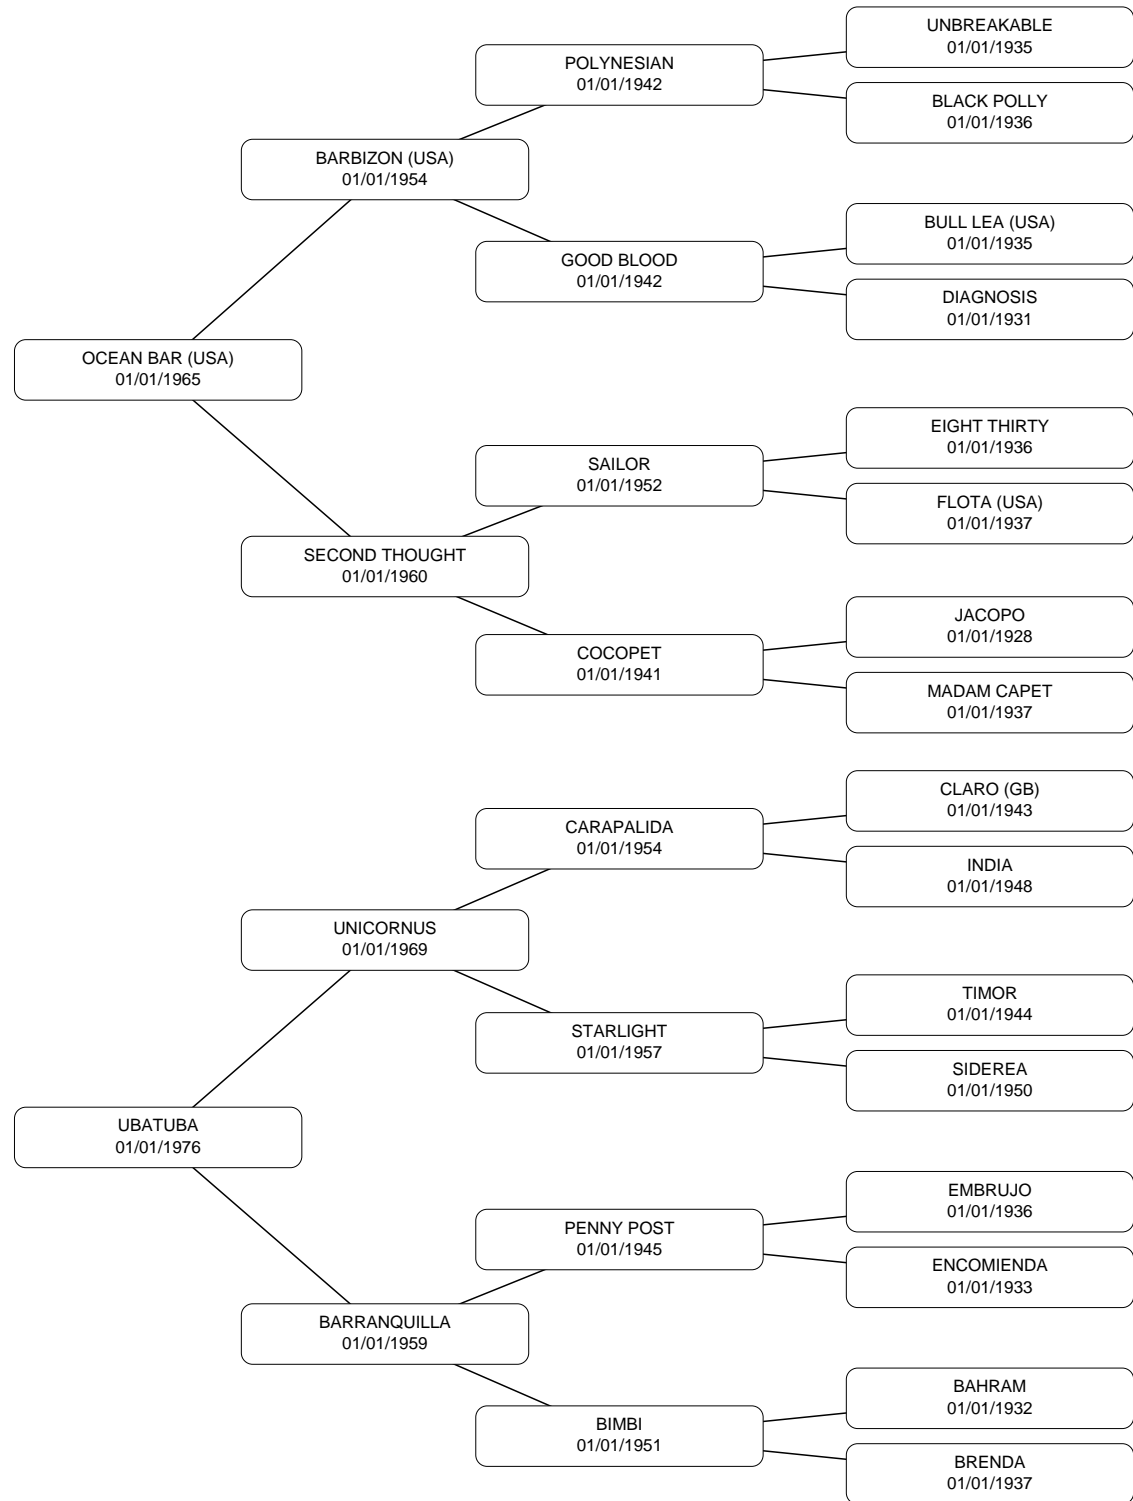 UNBREAKABLE
01/01/1935
POLYNESIAN
01/01/1942
BLACK POLLY
01/01/1936
BARBIZON (USA)
01/01/1954
BULL LEA (USA)
01/01/1935
GOOD BLOOD
01/01/1942
DIAGNOSIS
01/01/1931
OCEAN BAR (USA)
01/01/1965
EIGHT THIRTY
01/01/1936
SAILOR
01/01/1952
FLOTA (USA)
01/01/1937
SECOND THOUGHT
01/01/1960
JACOPO
01/01/1928
COCOPET
01/01/1941
MADAM CAPET
01/01/1937
CLARO (GB)
01/01/1943
CARAPALIDA
01/01/1954
INDIA
01/01/1948
UNICORNUS
01/01/1969
TIMOR
01/01/1944
STARLIGHT
01/01/1957
SIDEREA
01/01/1950
UBATUBA
01/01/1976
EMBRUJO
01/01/1936
PENNY POST
01/01/1945
ENCOMIENDA
01/01/1933
BARRANQUILLA
01/01/1959
BAHRAM
01/01/1932
BIMBI
01/01/1951
BRENDA
01/01/1937